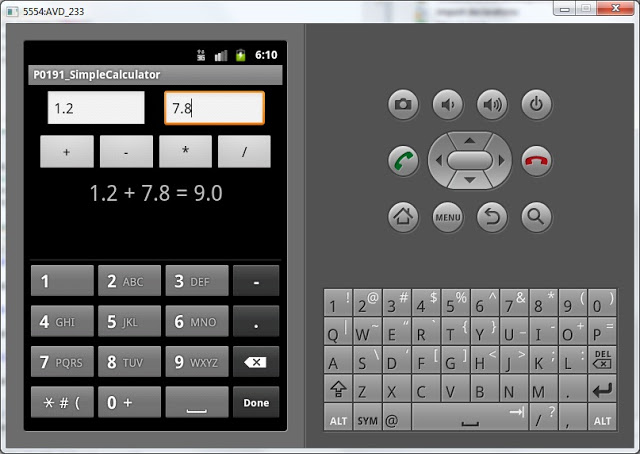 5554:AVD_233
3G 6:10
P0191_SimpleCalculator
1.2 7.8
+ - * /
1.2 + 7.8 = 9.0
1 2 ABC 3 DEF -
4 GHI 5 JKL 6 MNO .
7 PQRS 8 TUV 9 WXYZ
* # ( 0 + Done
MENU
1 ! 2 @ 3 # 4 $ 5 % 6 ^ 7 & 8 * 9 ( 0 )
Q | W ~ E " R ` T { Y } U _ I - O + P =
A S \ D ' F [ G ] H < J > K ; L : DEL
Z X C V B N M .
ALT SYM @ / ? , ALT